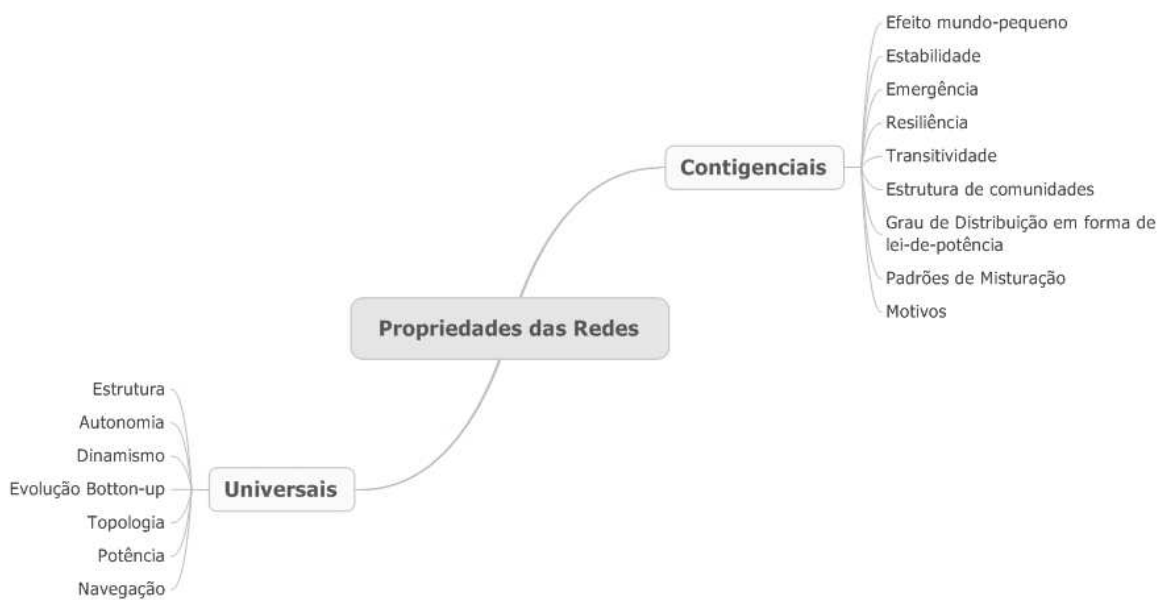 Efeito mundo-pequeno
Estabilidade
Emergência
Resiliência
Contigenciais
Transitividade
Estrutura de comunidades
Grau de Distribuição em forma de
lei-de-potência
Padrões de Misturação
Motivos
Propriedades das Redes
Estrutura
Autonomia
Dinamismo
Evolução Botton-up
Universais
Topologia
Potência
Navegação